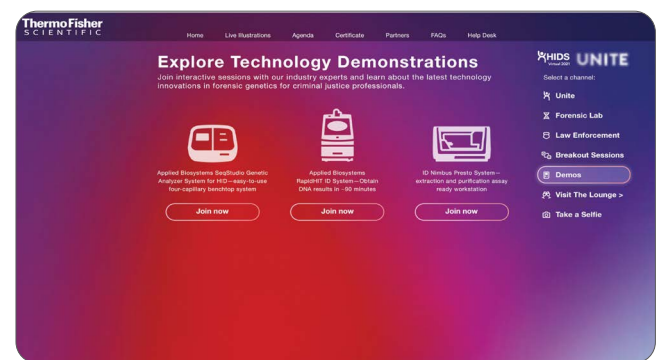 ThermoFisher
SCIENTIFIC
Home Live Illustrations Agenda Certificate Partners FAQs Help Desk
Explore Technology Demonstrations
Join interactive sessions with our industry experts and learn about the latest technology
innovations in forensic genetics for criminal justice professionals.
Applied Biosystems SeqStudio Genetic
Analyzer System for HID—easy-to-use
four-capillary benchtop system
Join now
Applied Biosystems
RapidHIT ID System—Obtain
DNA results in ~90 minutes
Join now
ID Nimbus Presto System—
extraction and purification assay
ready workstation
Join now
HIDS
Virtual 2021
UNITE
Select a channel:
Unite
Forensic Lab
Law Enforcement
Breakout Sessions
Demos
Visit The Lounge >
Take a Selfie